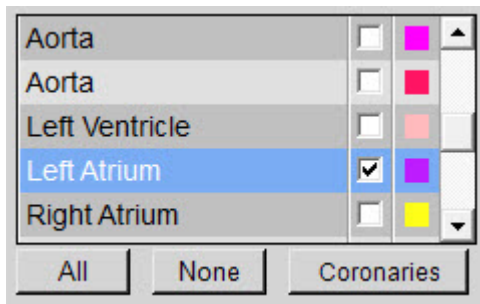 Aorta
Aorta
Left Ventricle
Left Atrium
Right Atrium
All None Coronaries